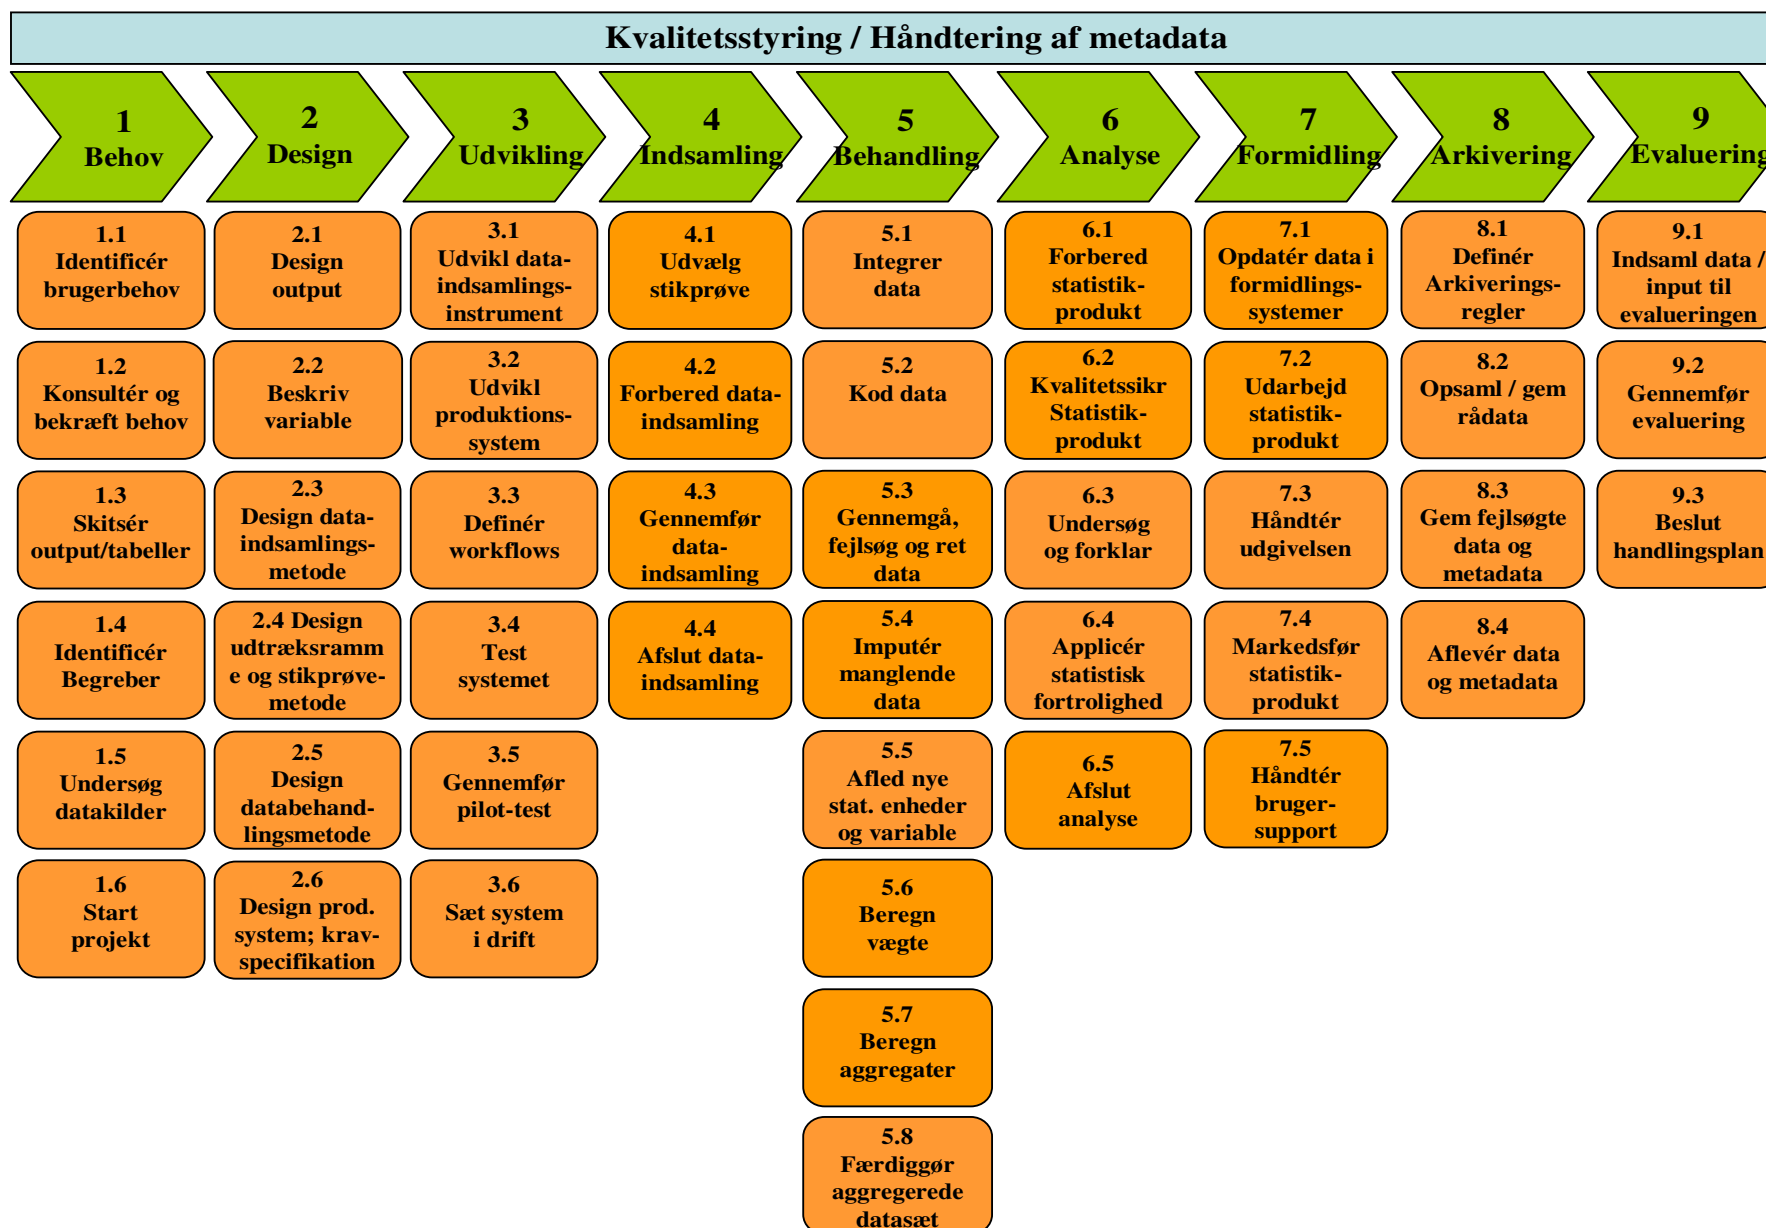 Kvalitetsstyring / Håndtering af metadata
1
Behov
2
Design
3
Udvikling
4
Indsamling
5
Behandling
6
Analyse
7
Formidling
8
Arkivering
9
Evaluering
1.1
Identificér
brugerbehov
1.2
Konsultér og
bekræft behov
1.3
Skitsér
output/tabeller
1.4
Identificér
Begreber
1.5
Undersøg
datakilder
1.6
Start
projekt
2.1
Design
output
2.2
Beskriv
variable
2.3
Design data-
indsamlings-
metode
2.4 Design
udtræksramm
e og stikprøve-
metode
2.5
Design
databehand-
lingsmetode
2.6
Design prod.
system; krav-
specifikation
3.1
Udvikl data-
indsamlings-
instrument
3.2
Udvikl
produktions-
system
3.3
Definér
workflows
3.4
Test
systemet
3.5
Gennemfør
pilot-test
3.6
Sæt system
i drift
4.1
Udvælg
stikprøve
4.2
Forbered data-
indsamling
4.3
Gennemfør
data-
indsamling
4.4
Afslut data-
indsamling
5.1
Integrer
data
5.2
Kod data
5.3
Gennemgå,
fejlsøg og ret
data
5.4
Imputér
manglende
data
5.5
Afled nye
stat. enheder
og variable
5.6
Beregn
vægte
5.7
Beregn
aggregater
5.8
Færdiggør
aggregerede
datasæt
6.1
Forbered
statistik-
produkt
6.2
Kvalitetssikr
Statistik-
produkt
6.3
Undersøg
og forklar
6.4
Applicér
statistisk
fortrolighed
6.5
Afslut
analyse
7.1
Opdatér data i
formidlings-
systemer
7.2
Udarbejd
statistik-
produkt
7.3
Håndtér
udgivelsen
7.4
Markedsfør
statistik-
produkt
7.5
Håndtér
bruger-
support
8.1
Definér
Arkiverings-
regler
8.2
Opsaml / gem
rådata
8.3
Gem fejlsøgte
data og
metadata
8.4
Aflevér data
og metadata
9.1
Indsaml data /
input til
evalueringen
9.2
Gennemfør
evaluering
9.3
Beslut
handlingsplan